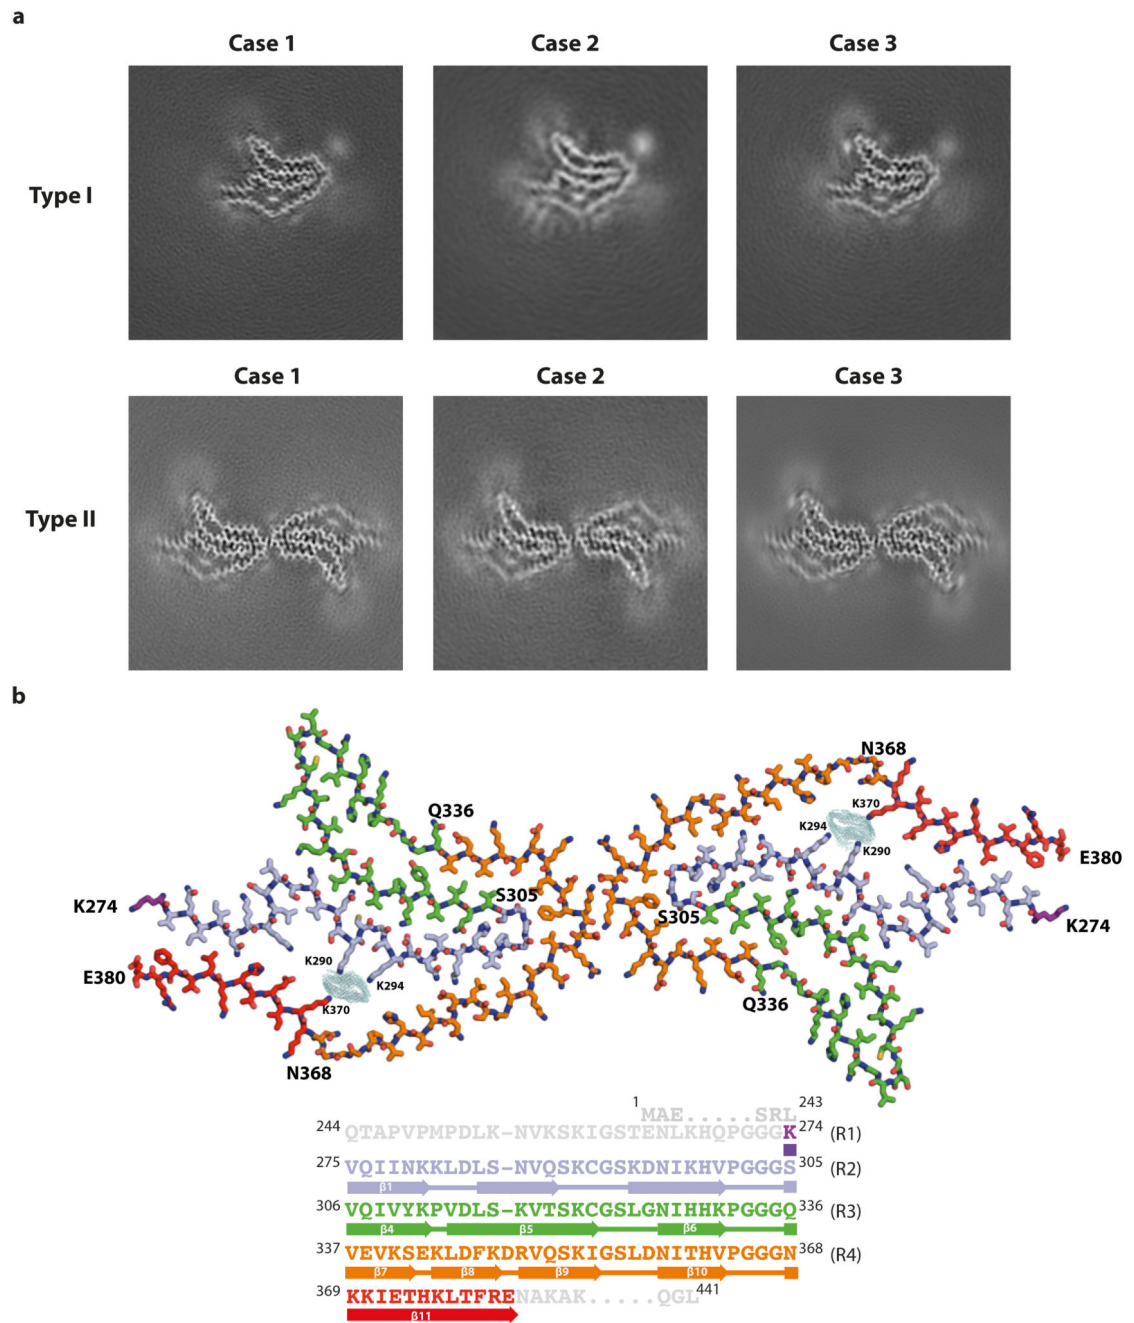 a
Case 1 Case 2 Case 3
Type I
Case 1 Case 2 Case 3
Type II
b
N368
Q336
K370
K294
K290
E380
S305
K274
S305
K274
K290
E380
K294
Q336
K370
N368
1 MAE.....SRL 243
244 QTAPVPMPDLK-NVKSKIGSTENLKHQPGGGK 274 (R1)
275 VQIINKKLDLS-NVQSKCGSKDNIKHVPGGGS 305 (R2)
β1
306 VQIVYKPVDLS-KVTSKCGSLGNIHHKPGGGQ 336 (R3)
β4 β5 β6
337 VEVKSEKLDFKDRVQSKIGSLDNITHVPGGGN 368 (R4)
β7 β8 β9 β10
369 KKIETHKLTFRENAKAK.....QGL 441
β11